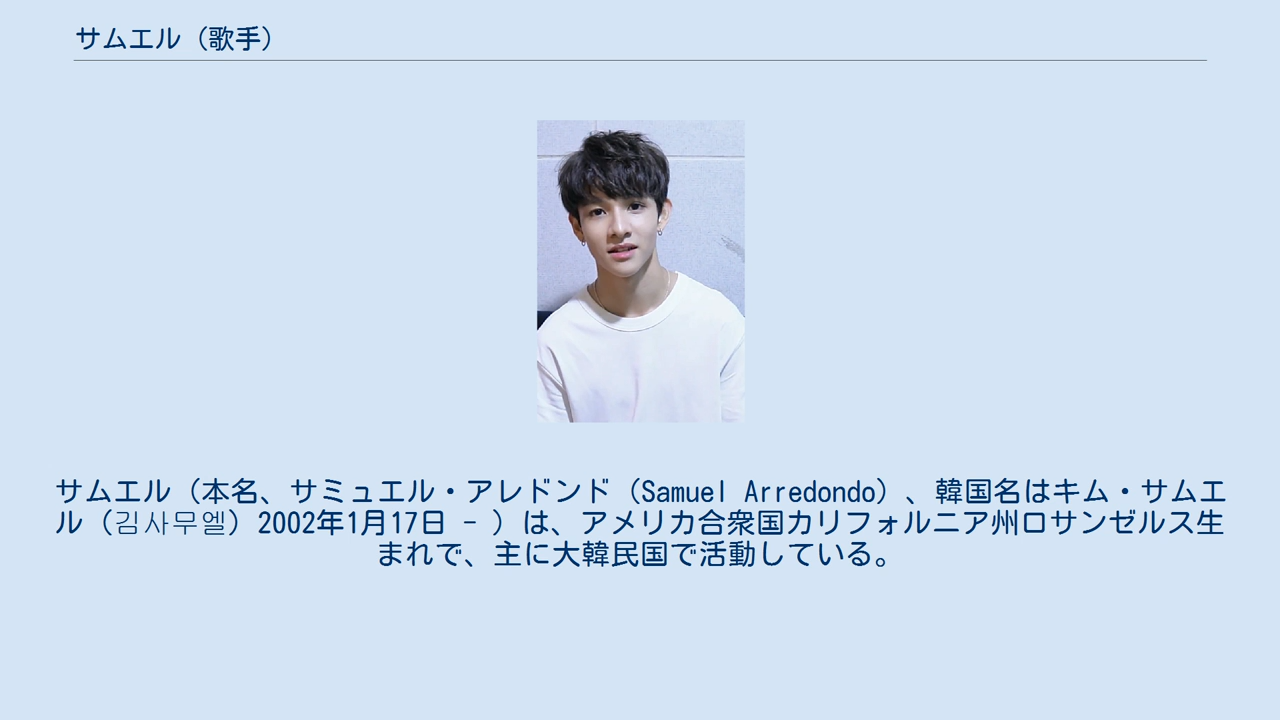 サムエル（歌手）
サムエル（本名、サミュエル・アレドンド（Samuel Arredondo）、韓国名はキム・サムエ
ル（김사무엘）2002年1月17日 - ）は、アメリカ合衆国カリフォルニア州ロサンゼルス生
まれで、主に大韓民国で活動している。